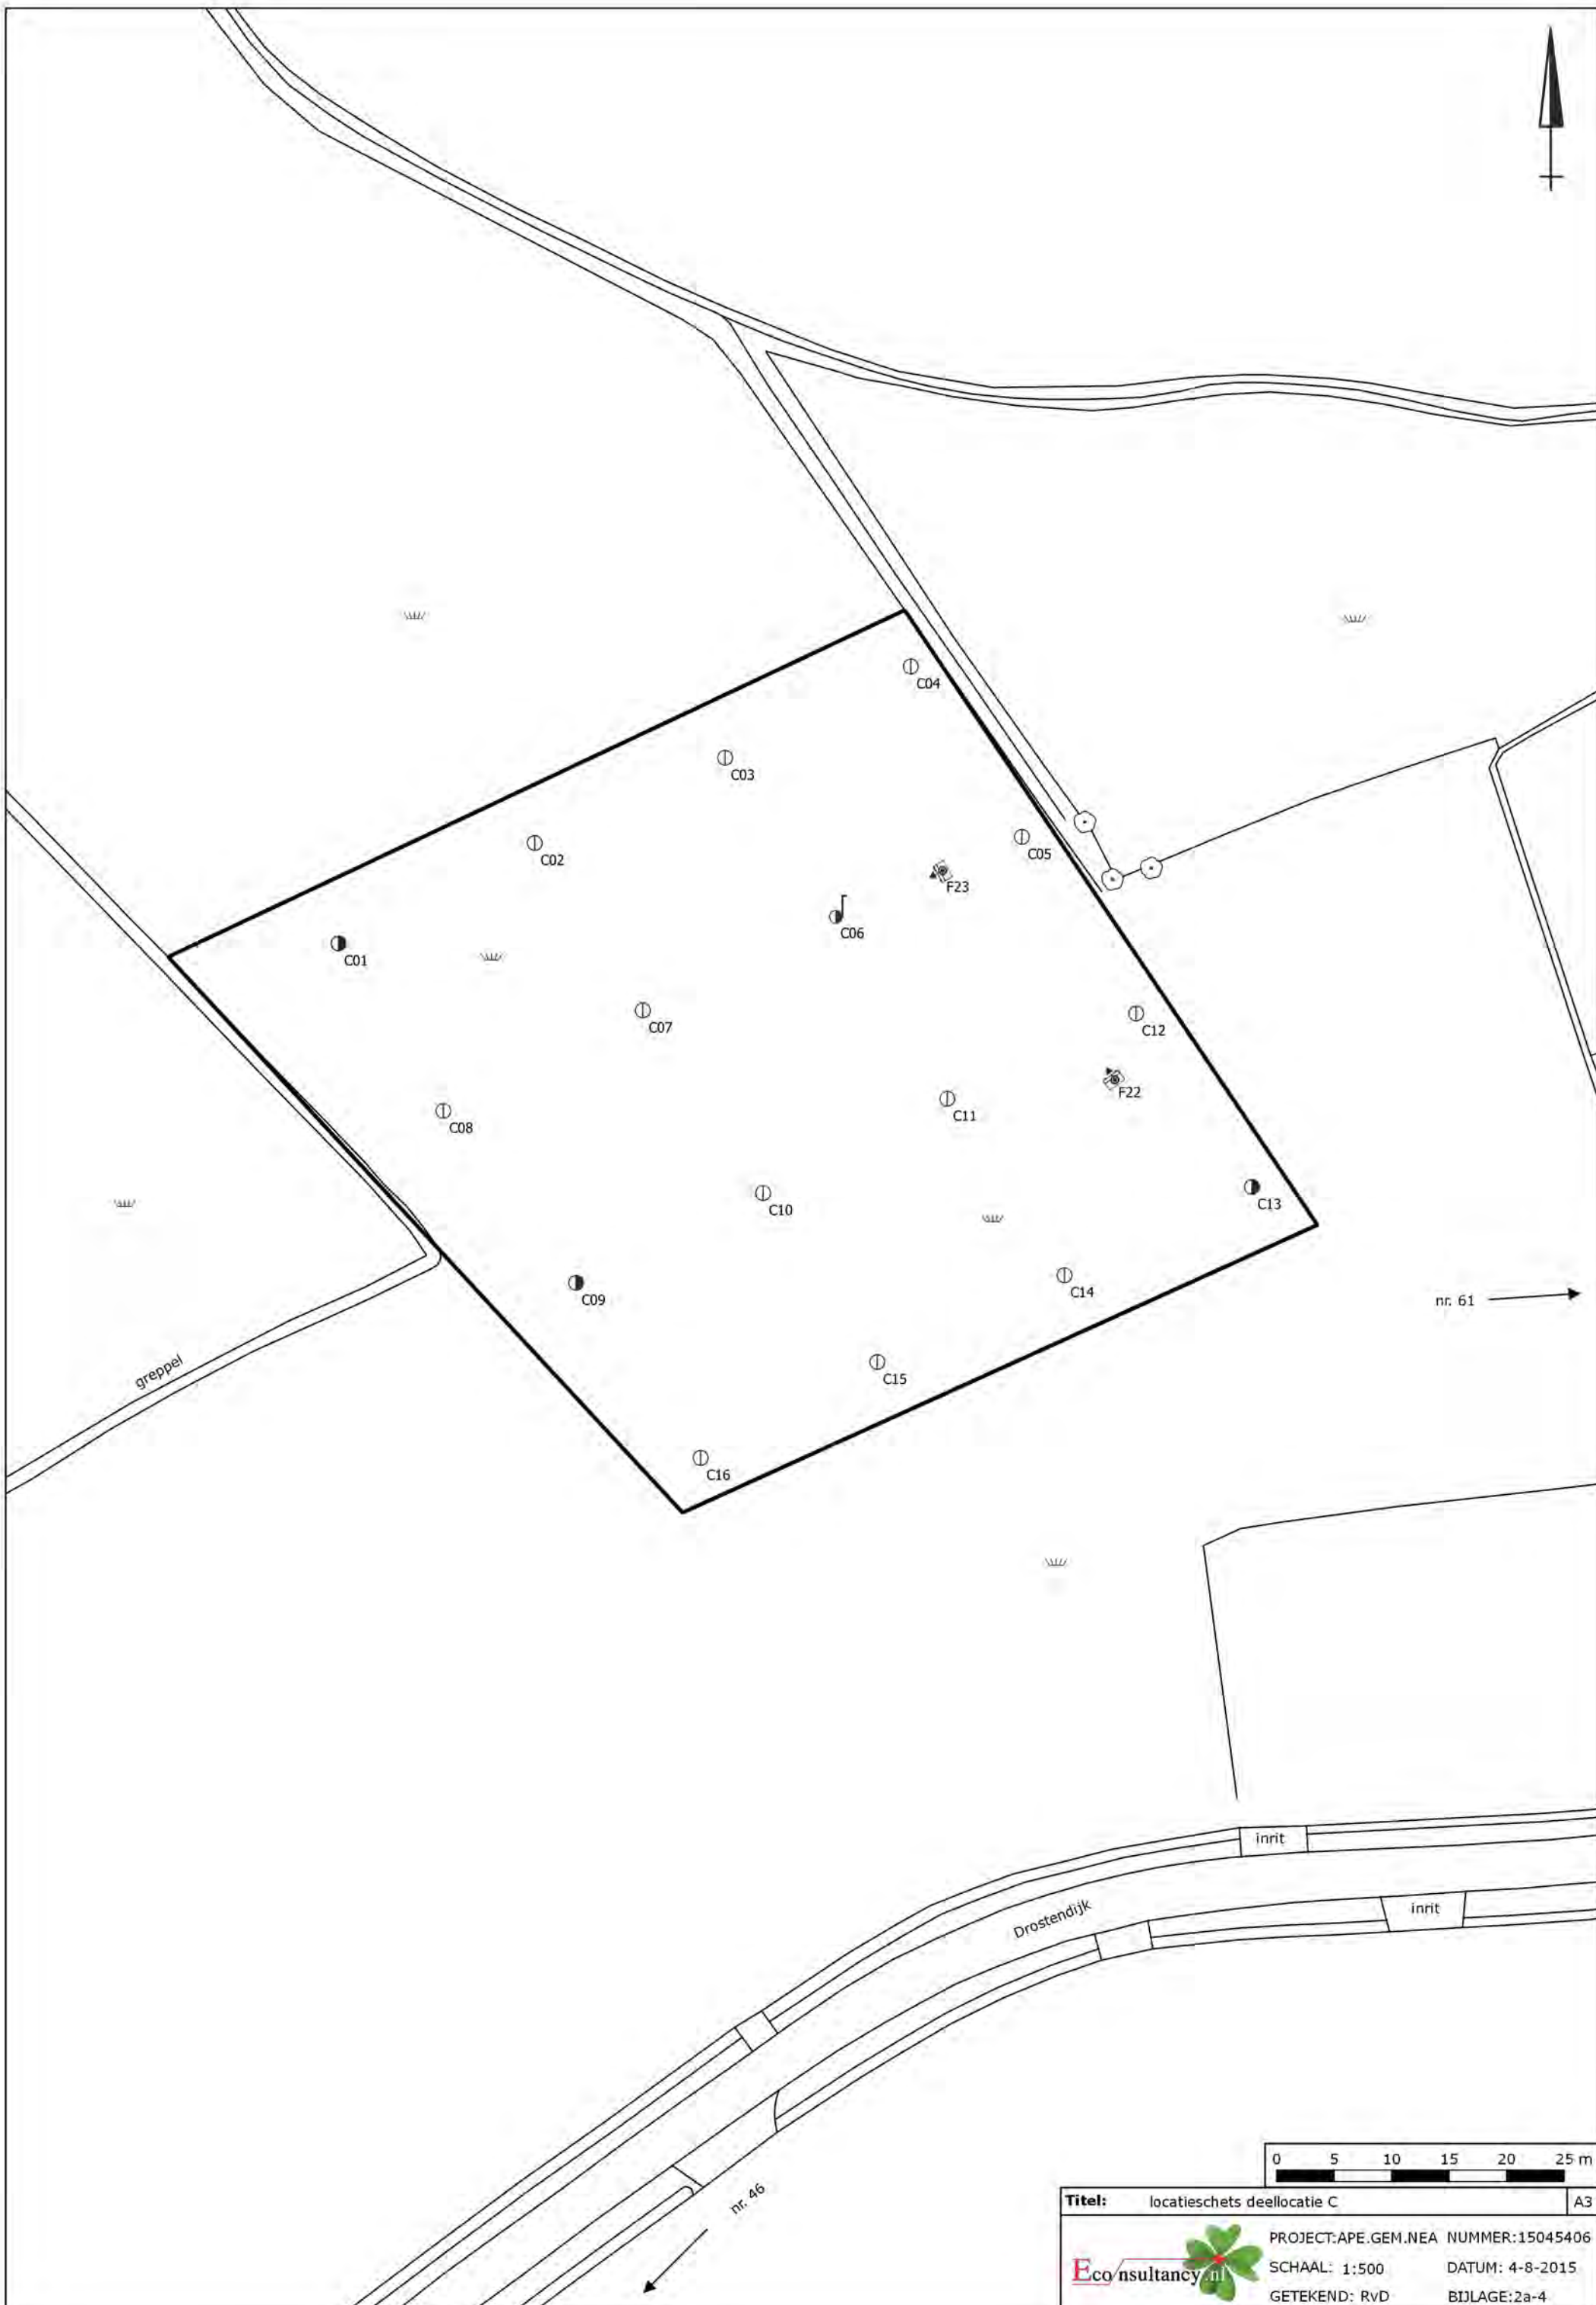 C04
C03
C02
C05
F23
C06
C01
C07
C12
F22
C08
C11
C10
C13
C09
C14
nr. 61
greppel
C15
C16
inrit
inrit
Drostendijk
nr. 46
0 5 10 15 20 25 m
Titel: locatieschets deellocatie C A3
PROJECT:APE.GEM.NEA NUMMER:15045406
Econsultancy.nl
SCHAAL: 1:500 DATUM: 4-8-2015
GETEKEND: RvD BIJLAGE:2a-4